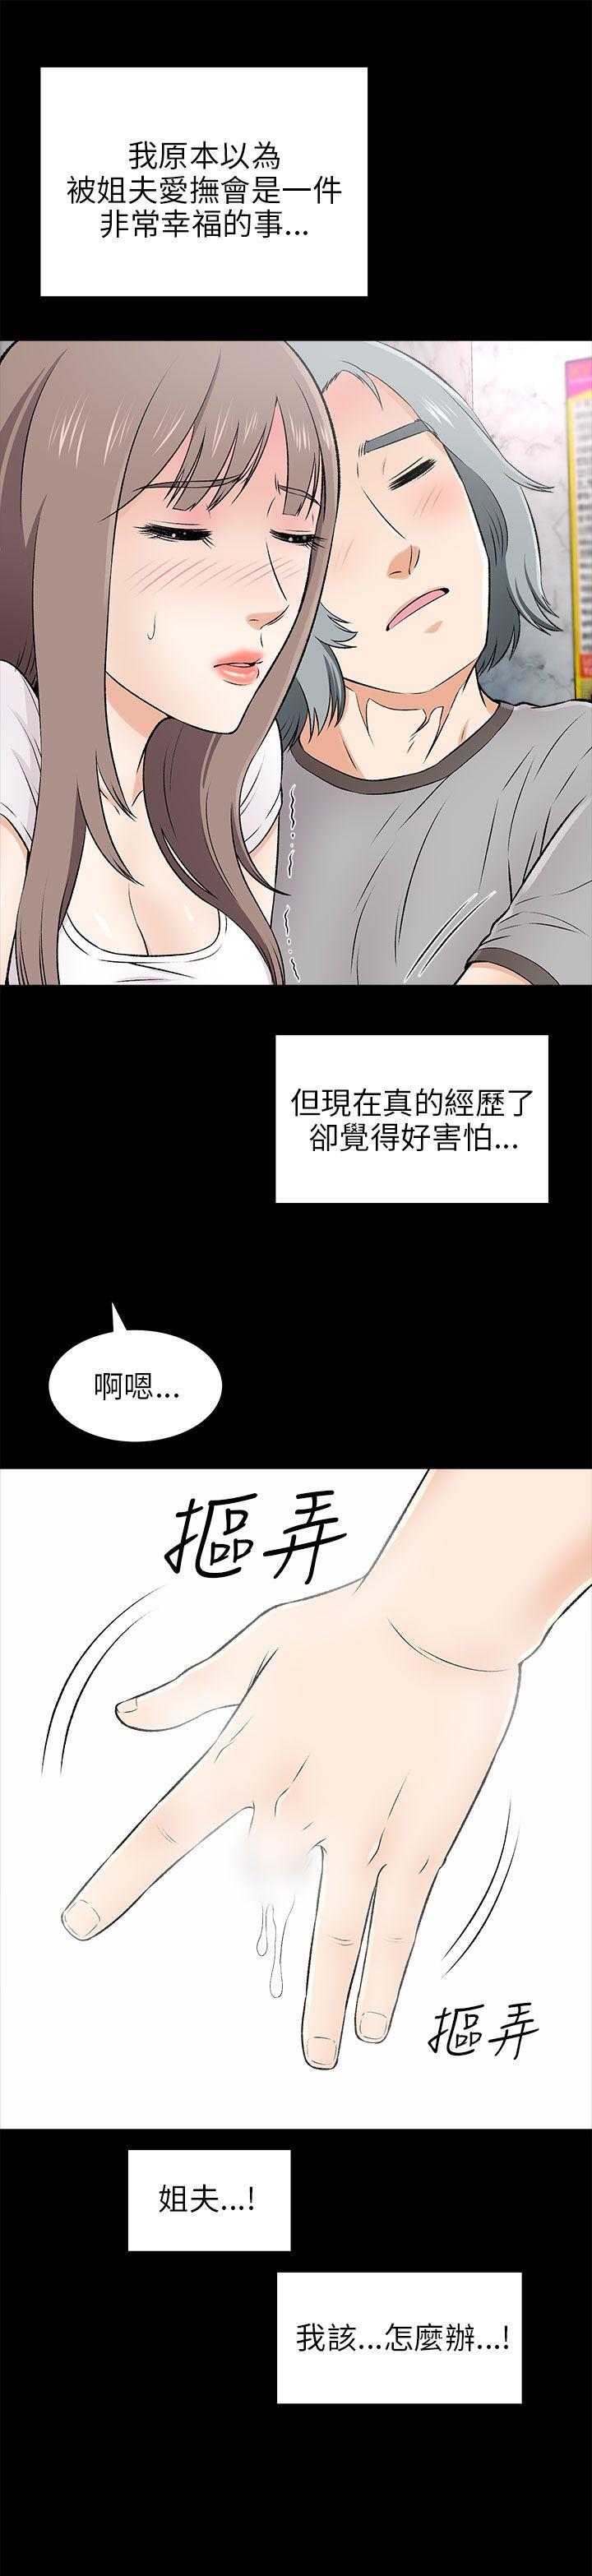 我原本以為
被姐夫愛撫會是一件
非常幸福的事...
但現在真的經歷了
卻覺得好害怕...
啊嗯...
摳弄
摳弄
姐夫...!
我該...怎麼辦...!